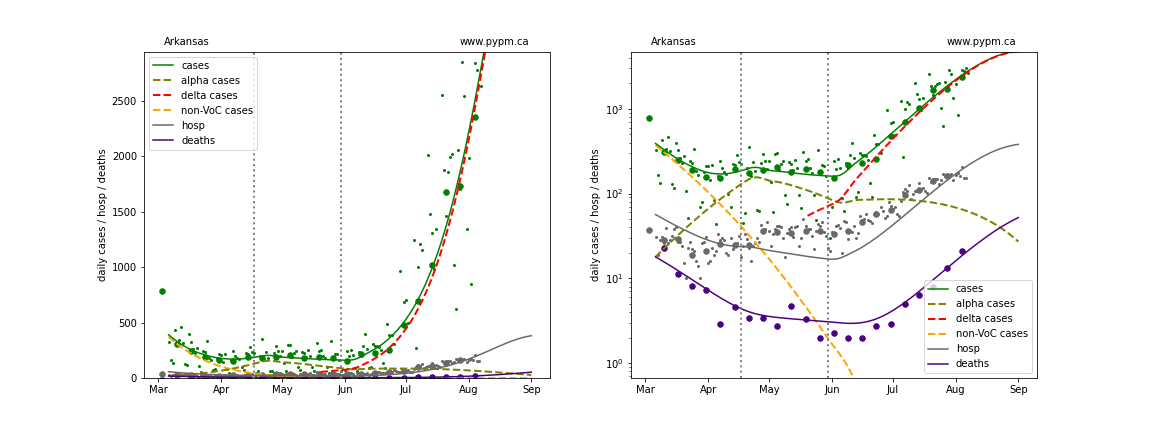 Arkansas
www.pypm.ca
cases
alpha cases
delta cases
non-VoC cases
hosp
deaths
daily cases / hosp / deaths
2500
2000
1500
1000
500
0
Mar
Apr
May
Jun
Jul
Aug
Sep
Arkansas
www.pypm.ca
daily cases / hosp / deaths
10³
10²
10¹
10⁰
cases
alpha cases
delta cases
non-VoC cases
hosp
deaths
Mar
Apr
May
Jun
Jul
Aug
Sep